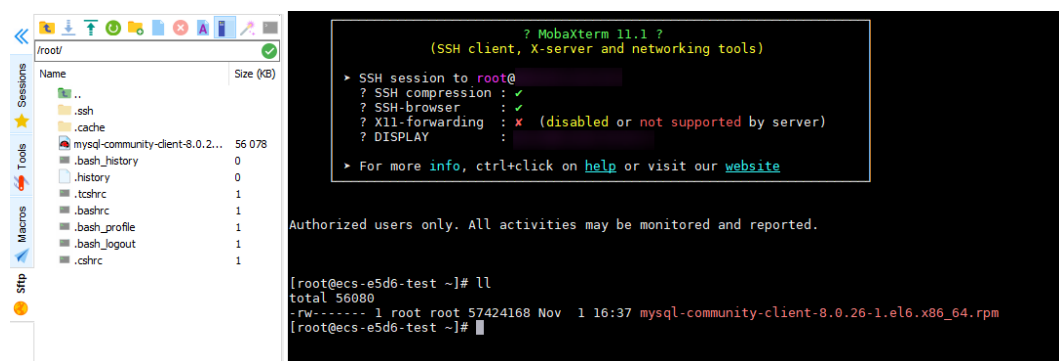 /root/
Name Size (KB)
..
.ssh
.cache
mysql-community-client-8.0.2... 56 078
.bash_history 0
.history 0
.tcshrc 1
.bashrc 1
.bash_profile 1
.bash_logout 1
.cshrc 1
Sessions
Tools
Macros
Sftp
? MobaXterm 11.1 ?
(SSH client, X-server and networking tools)
➤ SSH session to root@
? SSH compression : ✔
? SSH-browser : ✔
? X11-forwarding : ✘ (disabled or not supported by server)
? DISPLAY :
➤ For more info, ctrl+click on help or visit our website
Authorized users only. All activities may be monitored and reported.
[root@ecs-e5d6-test ~]# ll
total 56080
-rw------- 1 root root 57424168 Nov 1 16:37 mysql-community-client-8.0.26-1.el6.x86_64.rpm
[root@ecs-e5d6-test ~]#